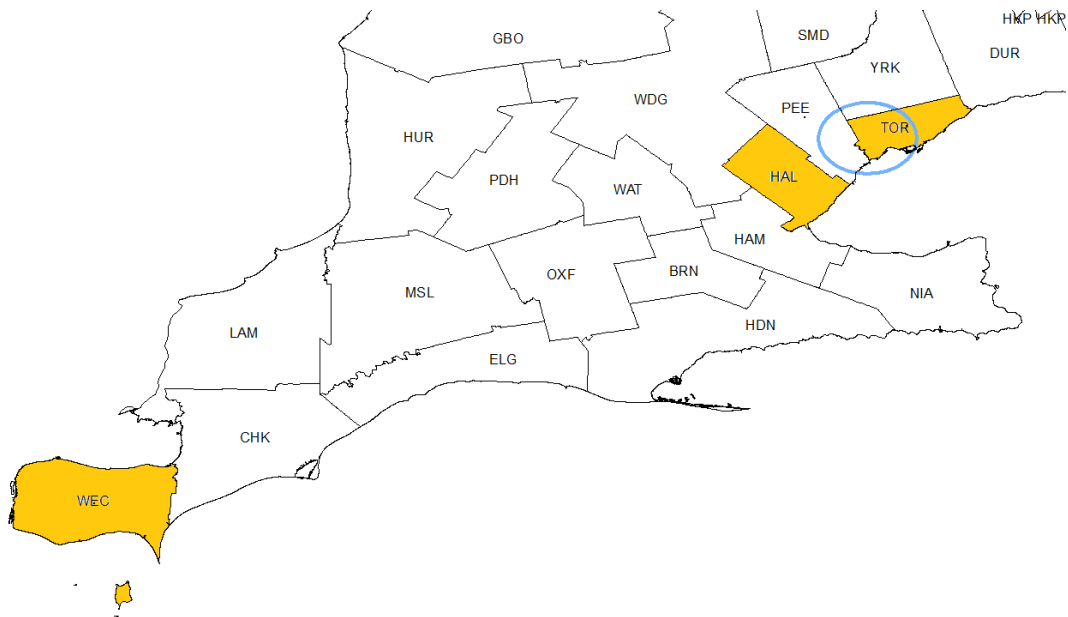 HKP HKP
SMD
GBO
DUR
YRK
WDG
PEE
TOR
HUR
HAL
PDH
WAT
HAM
BRN
OXF
MSL
NIA
HDN
LAM
ELG
CHK
WEC